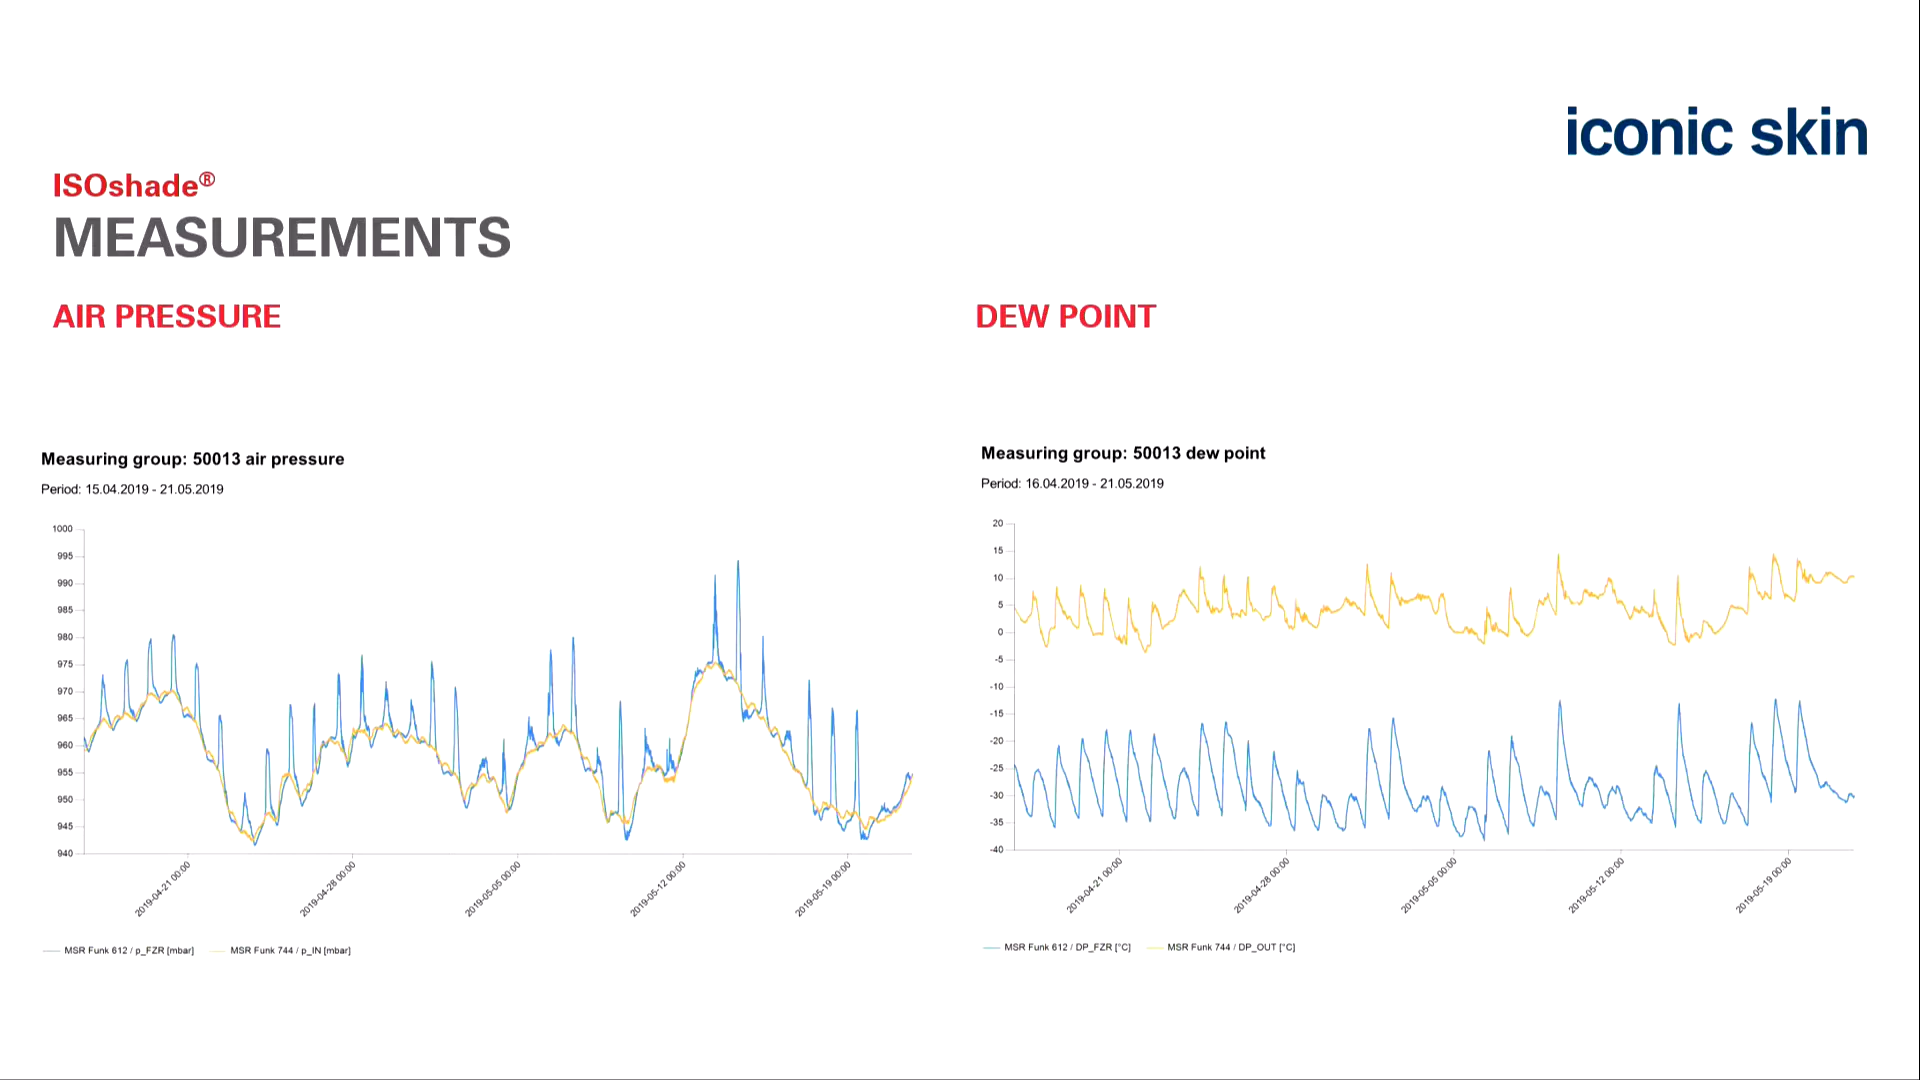 iconic skin
ISOshade®
MEASUREMENTS
AIR PRESSURE
Measuring group: 50013 air pressure
Period: 15.04.2019 - 21.05.2019
1000
995
990
985
980
975
970
965
960
955
950
945
940
2019-04-21 00:00
2019-04-28 00:00
2019-05-05 00:00
2019-05-12 00:00
2019-05-19 00:00
MSR Funk 612 / p_FZR [mbar]
MSR Funk 744 / p_IN [mbar]
DEW POINT
Measuring group: 50013 dew point
Period: 16.04.2019 - 21.05.2019
20
15
10
5
0
-5
-10
-15
-20
-25
-30
-35
-40
2019-04-21 00:00
2019-04-28 00:00
2019-05-05 00:00
2019-05-12 00:00
2019-05-19 00:00
MSR Funk 612 / DP_FZR [°C]
MSR Funk 744 / DP_OUT [°C]